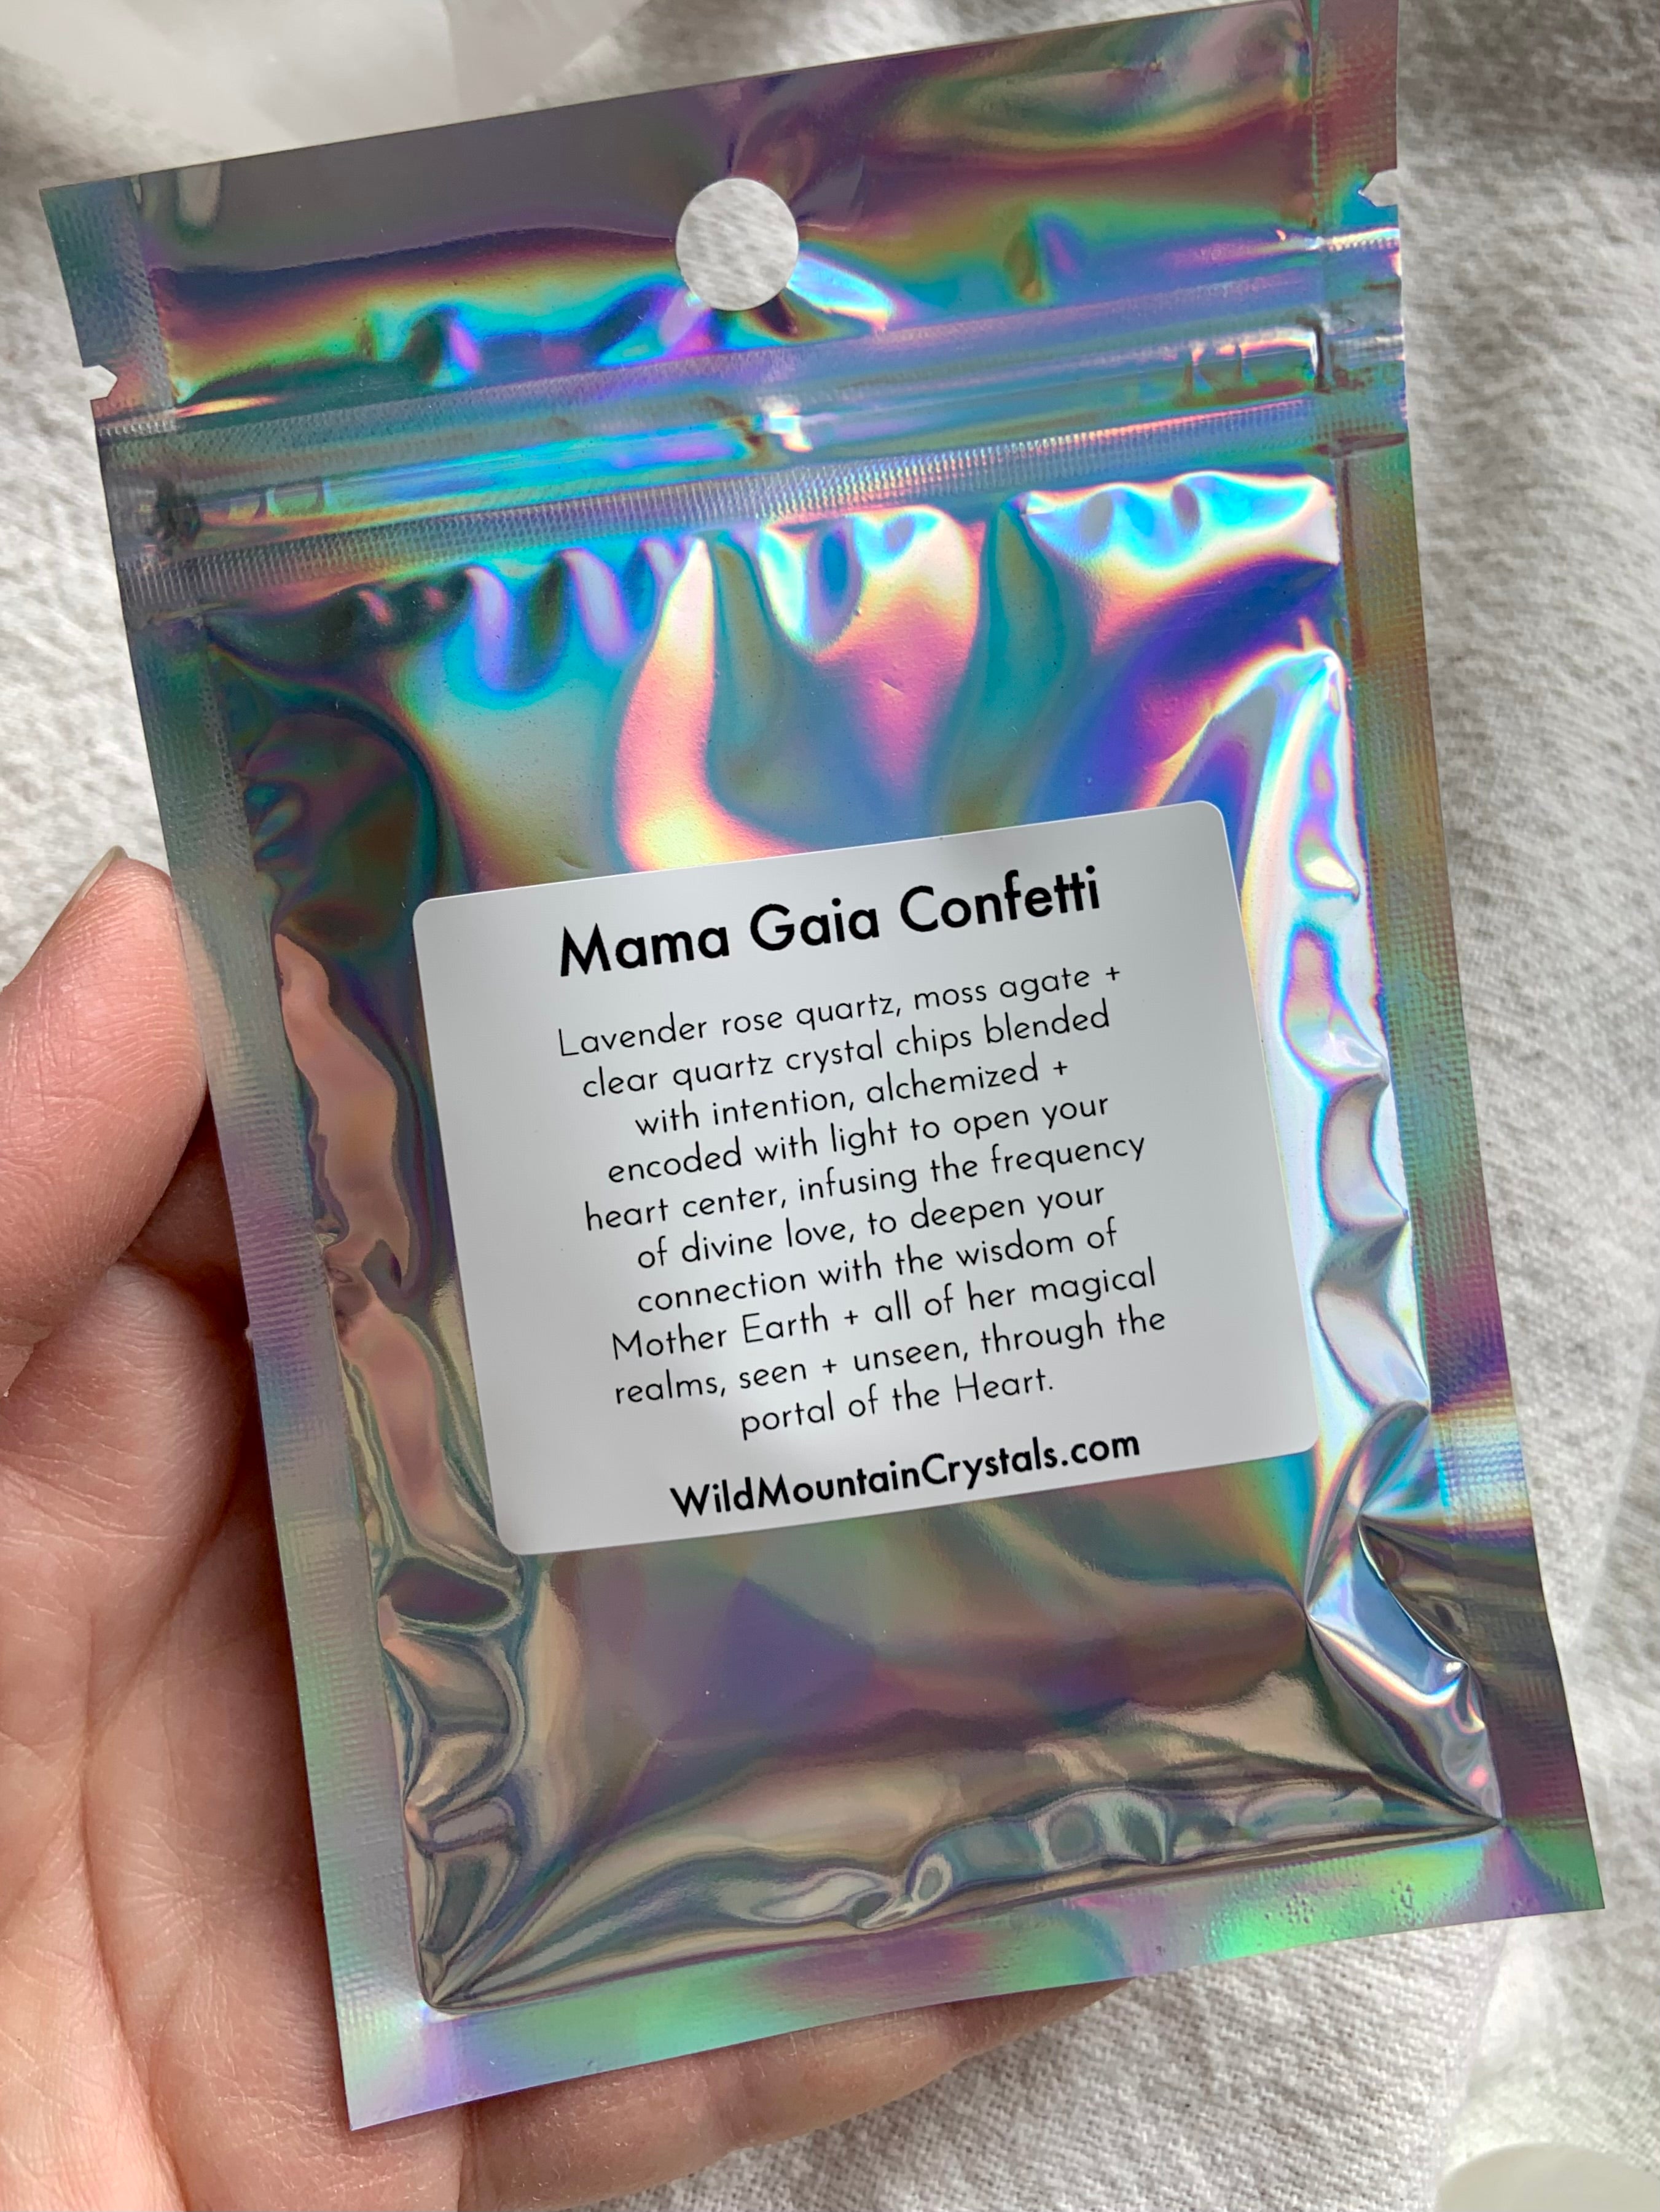 Mama Gaia Confetti
Lavender rose quartz, moss agate +
clear quartz crystal chips blended
with intention, alchemized +
encoded with light to open your
heart center, infusing the frequency
of divine love, to deepen your
connection with the wisdom of
Mother Earth + all of her magical
realms, seen + unseen, through the
portal of the Heart.
WildMountainCrystals.com